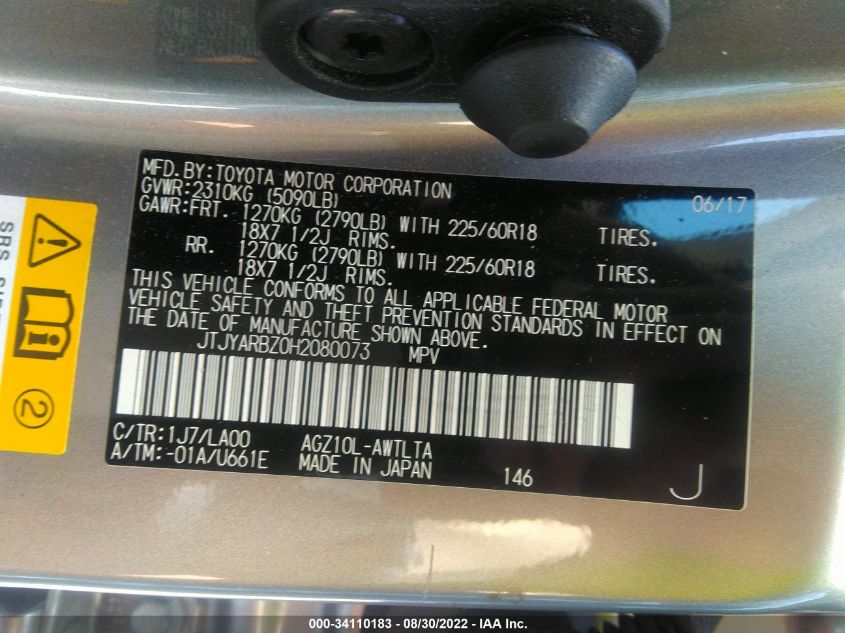 MFD.BY:TOYOTA MOTOR CORPORATION 06/17
GVWR:2310KG (5090LB)
GAWR:FRT. 1270KG (2790LB) WITH 225/60R18 TIRES.
18X7 1/2J RIMS.
RR. 1270KG (2790LB) WITH 225/60R18 TIRES.
18X7 1/2J RIMS.
THIS VEHICLE CONFORMS TO ALL APPLICABLE FEDERAL MOTOR
VEHICLE SAFETY AND THEFT PREVENTION STANDARDS IN EFFECT ON
THE DATE OF MANUFACTURE SHOWN ABOVE.
JTJYARBZ0H2080073 MPV
C/TR:1J7/LA00 AGZ10L-AWTLTA
A/TM:-01A/U661E MADE IN JAPAN 146 J
2
000-34110183 - 08/30/2022 - IAA Inc.